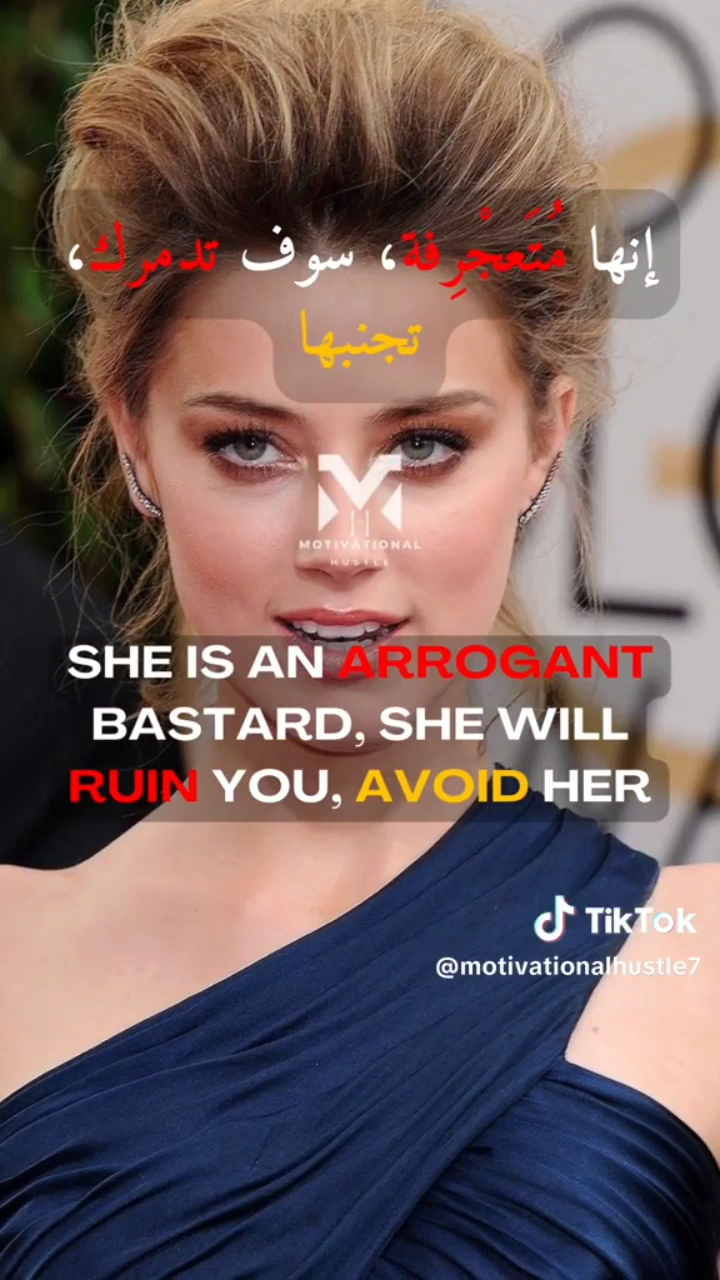 إنها مُتَعجْرِفة، سوف تدمرك،
تجنبها
MOTIVATIONAL
HUSTLE
SHE IS AN ARROGANT
BASTARD, SHE WILL
RUIN YOU, AVOID HER
TikTok
@motivationalhustle7